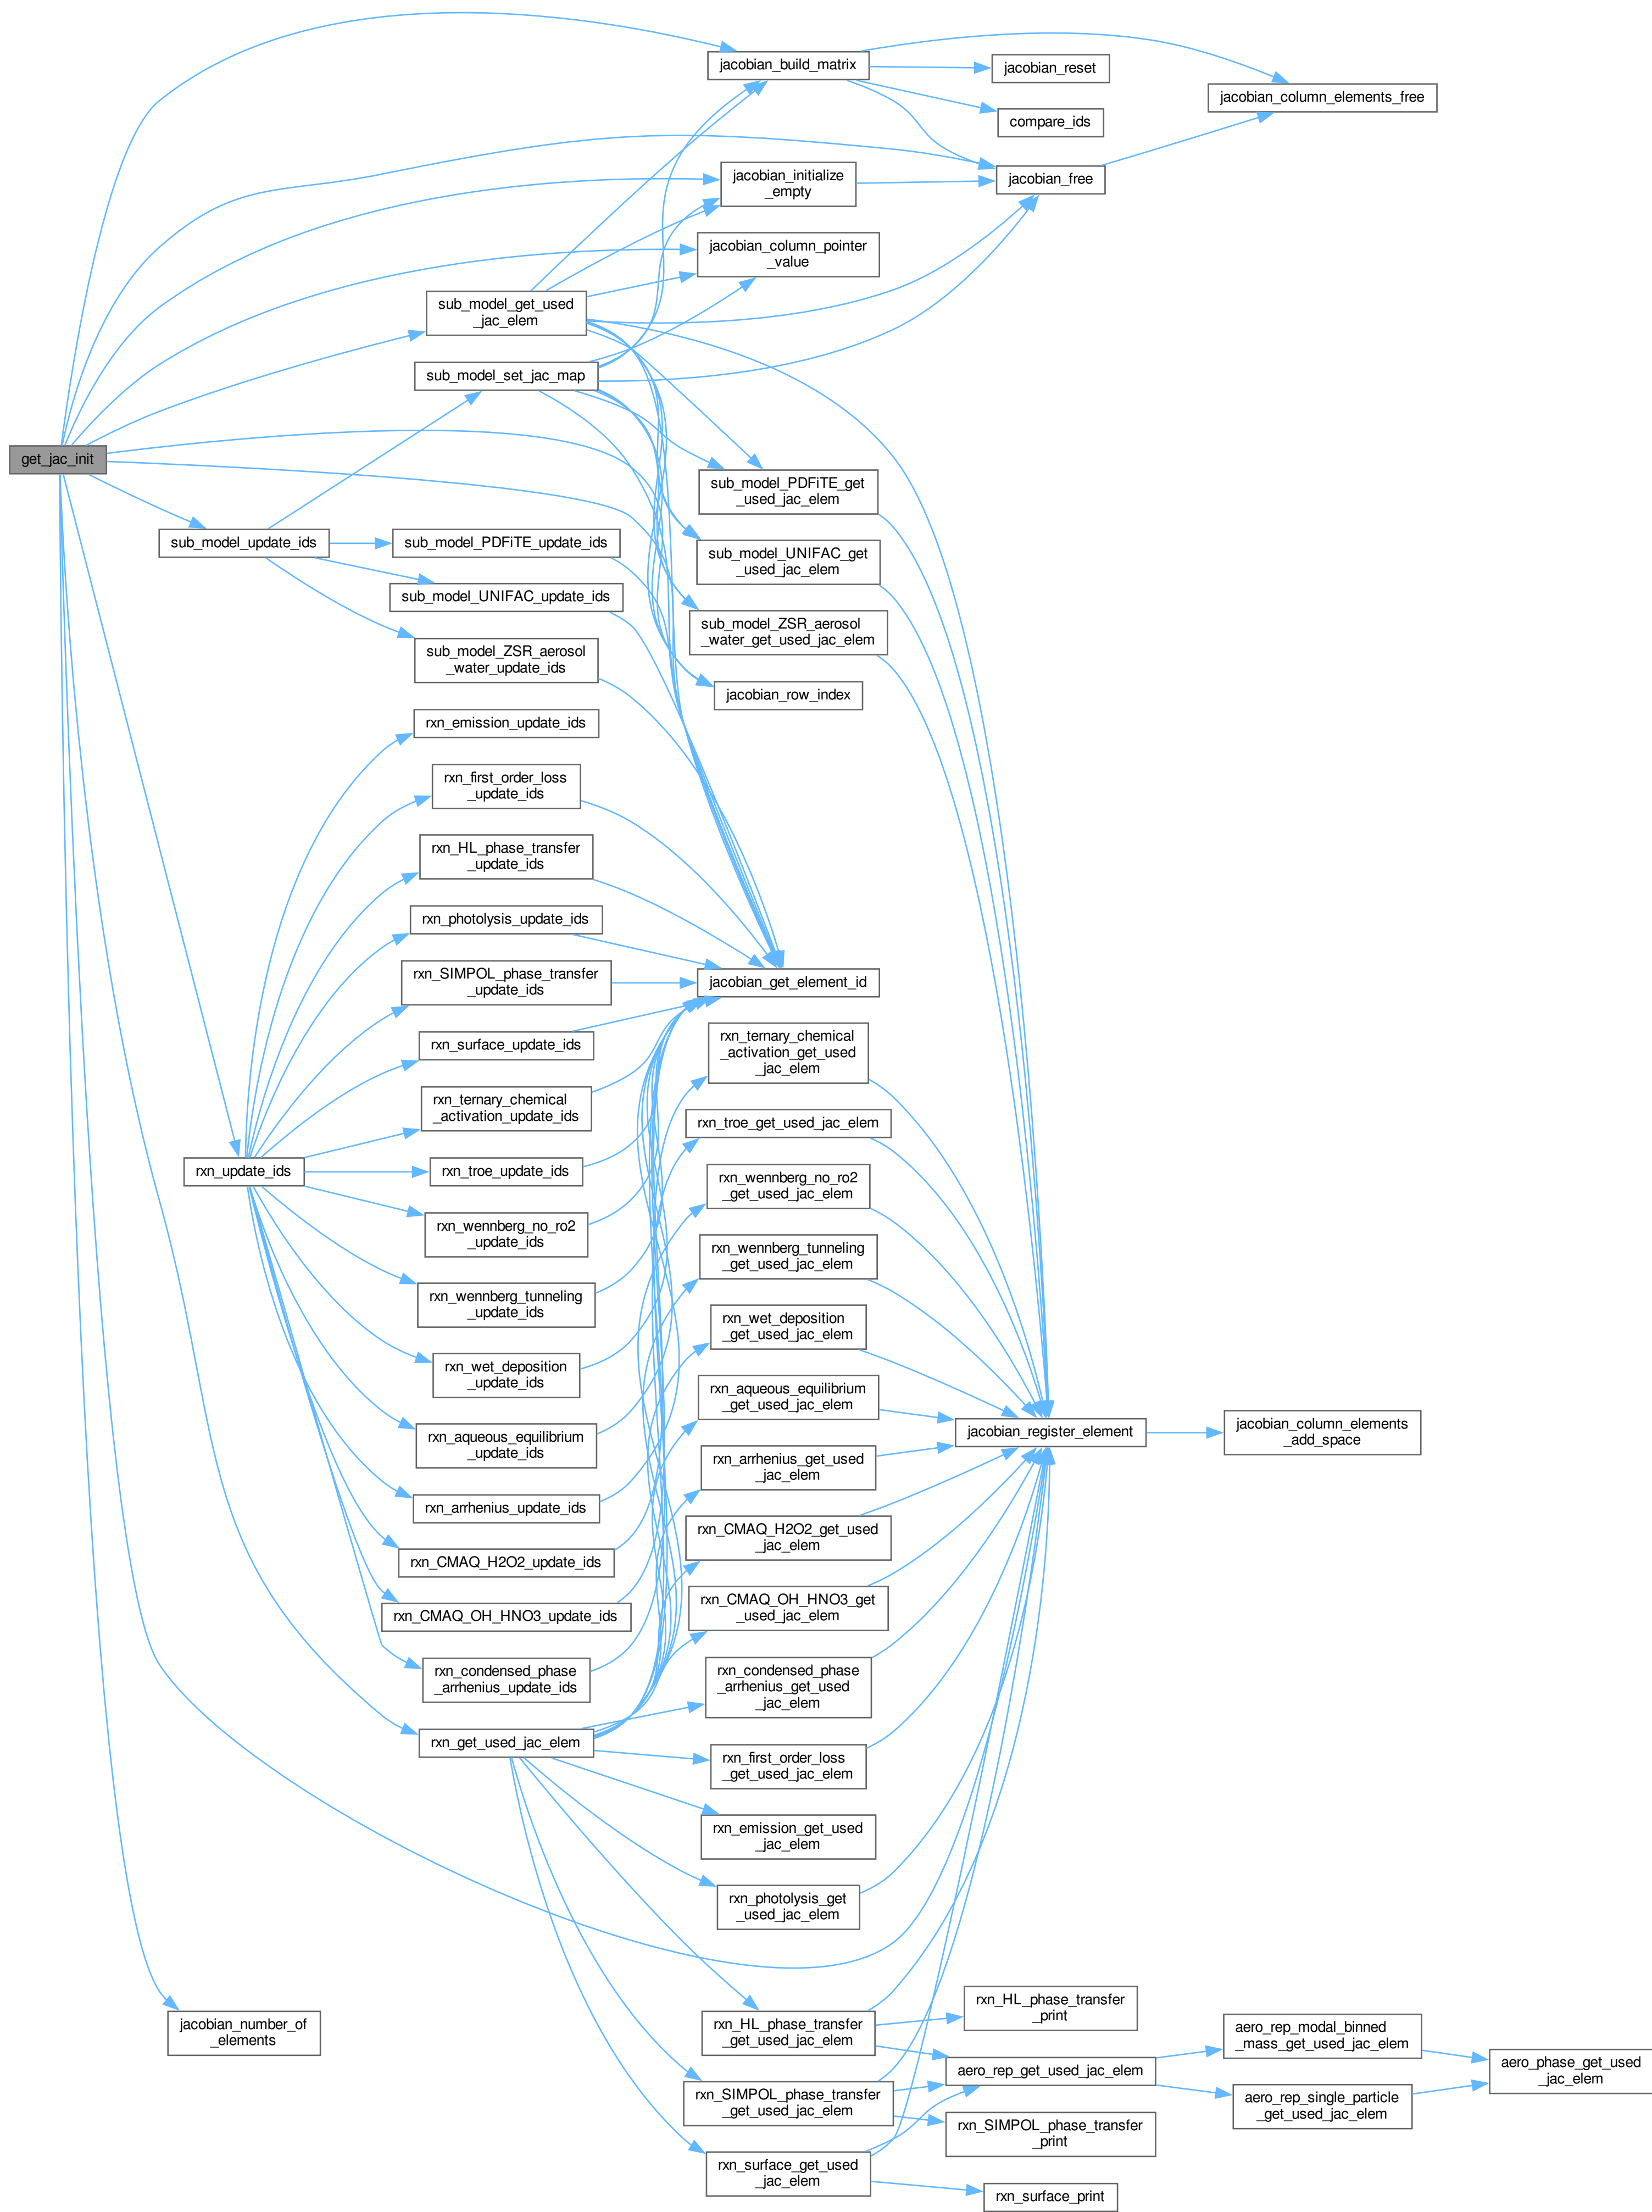 get_jac_init
jacobian_build_matrix
jacobian_reset
compare_ids
jacobian_column_elements_free
jacobian_free
jacobian_initialize
_empty
jacobian_column_pointer
_value
sub_model_get_used
_jac_elem
sub_model_set_jac_map
sub_model_PDFiTE_get
_used_jac_elem
sub_model_update_ids
sub_model_PDFiTE_update_ids
sub_model_UNIFAC_get
_used_jac_elem
sub_model_UNIFAC_update_ids
sub_model_ZSR_aerosol
_water_get_used_jac_elem
sub_model_ZSR_aerosol
_water_update_ids
jacobian_row_index
rxn_emission_update_ids
rxn_first_order_loss
_update_ids
rxn_HL_phase_transfer
_update_ids
rxn_photolysis_update_ids
rxn_SIMPOL_phase_transfer
_update_ids
jacobian_get_element_id
rxn_surface_update_ids
rxn_ternary_chemical
_activation_get_used
_jac_elem
rxn_ternary_chemical
_activation_update_ids
rxn_troe_get_used_jac_elem
rxn_update_ids
rxn_troe_update_ids
rxn_wennberg_no_ro2
_get_used_jac_elem
rxn_wennberg_no_ro2
_update_ids
rxn_wennberg_tunneling
_get_used_jac_elem
rxn_wennberg_tunneling
_update_ids
rxn_wet_deposition
_get_used_jac_elem
rxn_wet_deposition
_update_ids
rxn_aqueous_equilibrium
_get_used_jac_elem
rxn_aqueous_equilibrium
_update_ids
jacobian_register_element
jacobian_column_elements
_add_space
rxn_arrhenius_get_used
_jac_elem
rxn_arrhenius_update_ids
rxn_CMAQ_H2O2_get_used
_jac_elem
rxn_CMAQ_H2O2_update_ids
rxn_CMAQ_OH_HNO3_get
_used_jac_elem
rxn_CMAQ_OH_HNO3_update_ids
rxn_condensed_phase
_arrhenius_get_used
_jac_elem
rxn_condensed_phase
_arrhenius_update_ids
rxn_get_used_jac_elem
rxn_first_order_loss
_get_used_jac_elem
rxn_emission_get_used
_jac_elem
rxn_photolysis_get
_used_jac_elem
jacobian_number_of
_elements
rxn_HL_phase_transfer
_get_used_jac_elem
rxn_HL_phase_transfer
_print
aero_rep_get_used_jac_elem
aero_rep_modal_binned
_mass_get_used_jac_elem
aero_phase_get_used
_jac_elem
rxn_SIMPOL_phase_transfer
_get_used_jac_elem
aero_rep_single_particle
_get_used_jac_elem
rxn_SIMPOL_phase_transfer
_print
rxn_surface_get_used
_jac_elem
rxn_surface_print